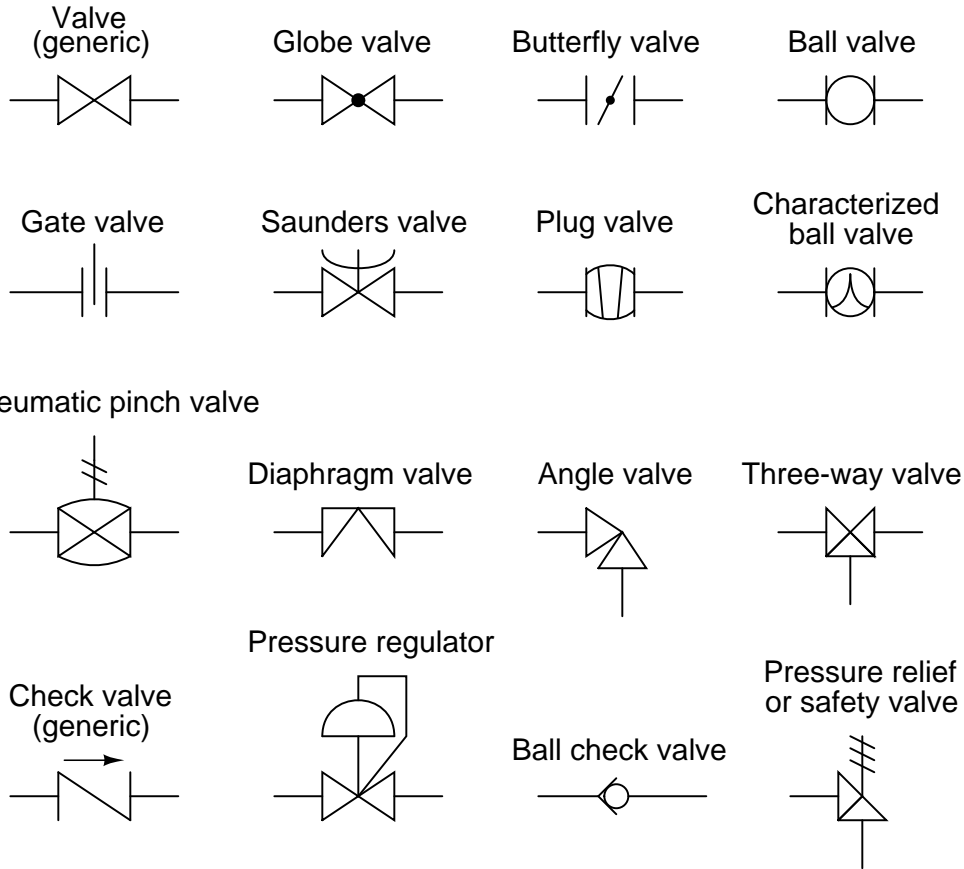 Valve
(generic)
Globe valve
Butterfly valve
Ball valve
Gate valve
Saunders valve
Plug valve
Characterized
ball valve
eumatic pinch valve
Diaphragm valve
Angle valve
Three-way valve
Check valve
(generic)
Pressure regulator
Ball check valve
Pressure relief
or safety valve